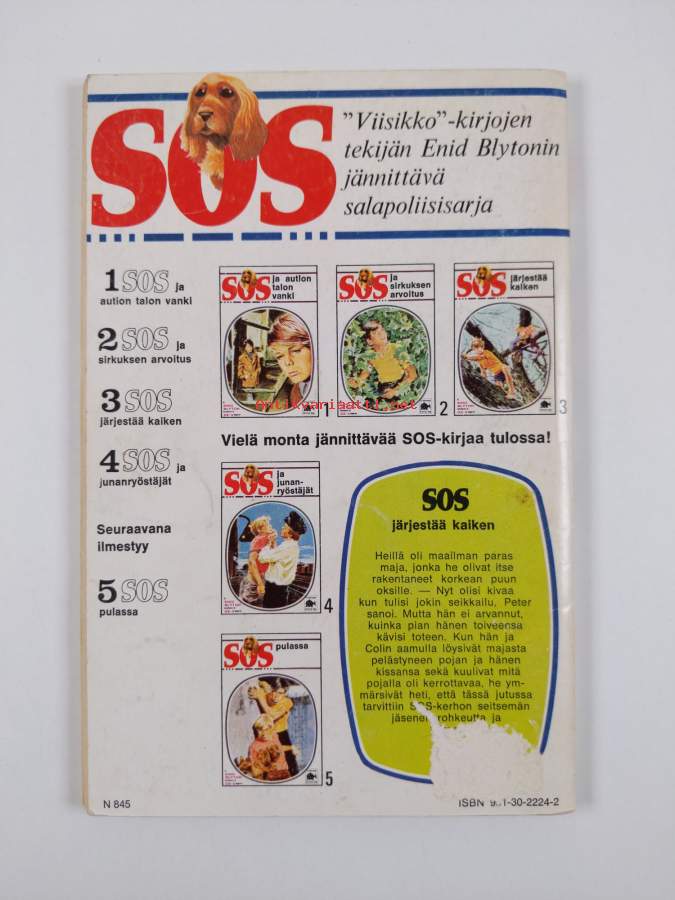 SOS
"Viisikko"-kirjojen
tekijän Enid Blytonin
jännittävä
salapoliisisarja
1 SOS ja
aution talon vanki
2 SOS ja
sirkuksen arvoitus
3 SOS
järjestää kaiken
4 SOS ja
junanryöstäjät
Seuraavana
ilmestyy
5 SOS
pulassa
SOS ja aution
talon
vanki
1
SOS ja
sirkuksen
arvoitus
2
SOS järjestää
kaiken
3
Antikvariaatti.net
Vielä monta jännittävää SOS-kirjaa tulossa!
SOS ja
junan-
ryöstäjät
4
SOS pulassa
5
SOS
järjestää kaiken
Heillä oli maailman paras
maja, jonka he olivat itse
rakentaneet korkean puun
oksille. — Nyt olisi kivaa
kun tulisi jokin seikkailu, Peter
sanoi. Mutta hän ei arvannut,
kuinka pian hänen toiveensa
kävisi toteen. Kun hän ja
Colin aamulla löysivät majasta
pelästyneen pojan ja hänen
kissansa sekä kuulivat mitä
pojalla oli kerrottavaa, he ym-
märsivät heti, että tässä jutussa
tarvittiin SOS-kerhon seitsemän
jäsenen rohkeutta ja
N 845
ISBN 951-30-2224-2